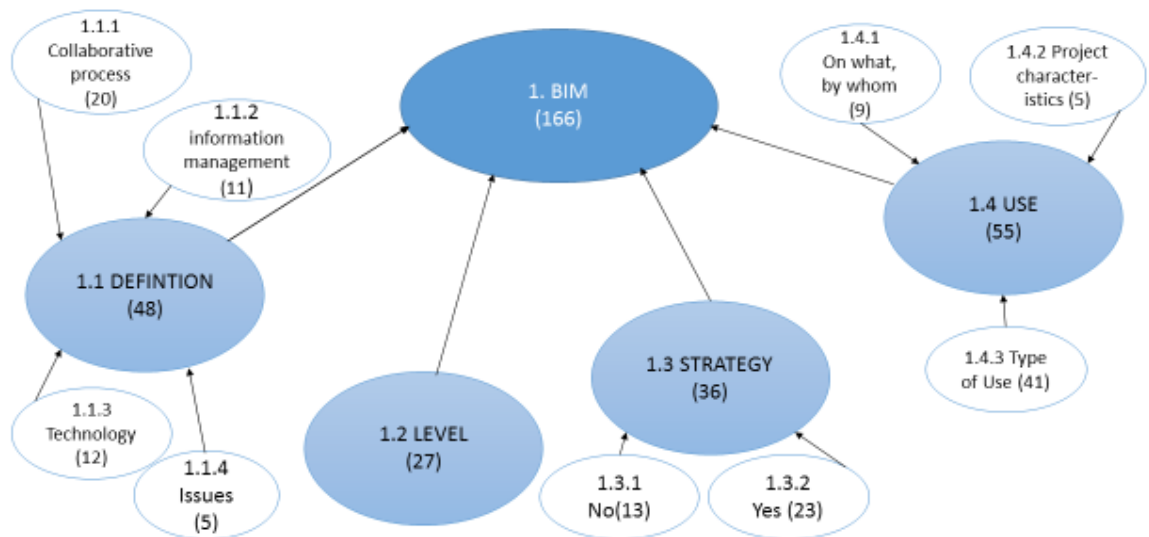 1.1.1
Collaborative
process
(20)
1.1.2
information
management
(11)
1. BIM
(166)
1.4.1
On what,
by whom
(9)
1.4.2 Project
character-
istics (5)
1.4 USE
(55)
1.1 DEFINTION
(48)
1.3 STRATEGY
(36)
1.4.3 Type
of Use (41)
1.1.3
Technology
(12)
1.1.4
Issues
(5)
1.2 LEVEL
(27)
1.3.1
No(13)
1.3.2
Yes (23)